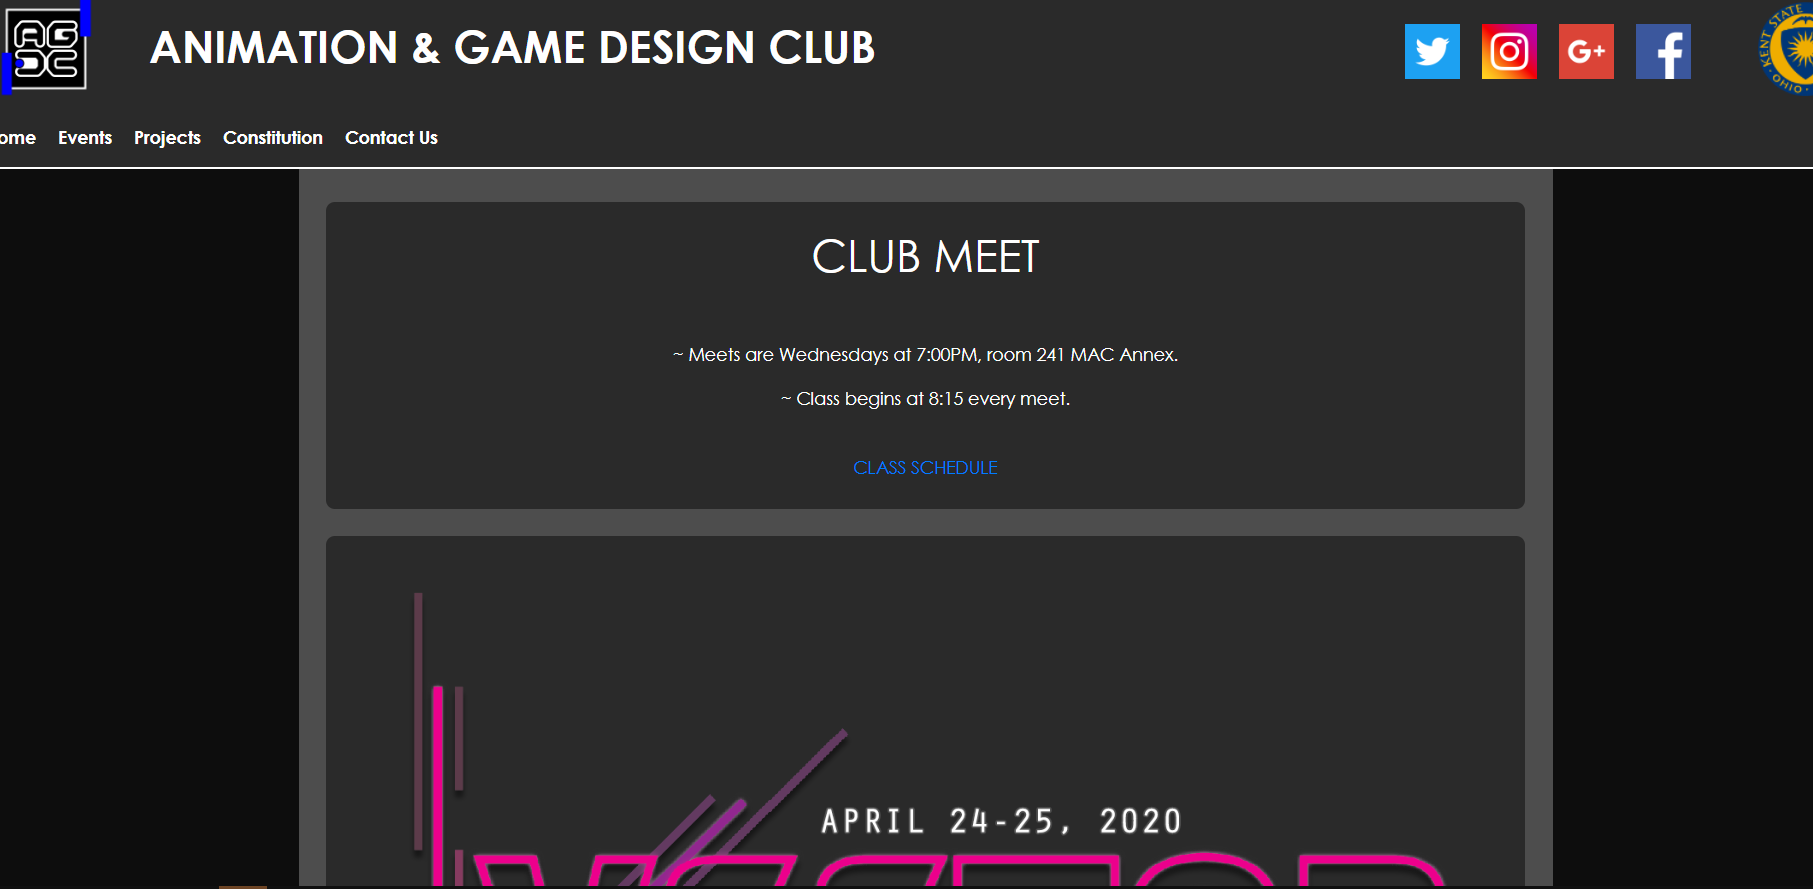 AG
DC
ANIMATION & GAME DESIGN CLUB
KENT STATE
OHIO
ome Events Projects Constitution Contact Us
CLUB MEET
~ Meets are Wednesdays at 7:00PM, room 241 MAC Annex.
~ Class begins at 8:15 every meet.
CLASS SCHEDULE
APRIL 24-25, 2020